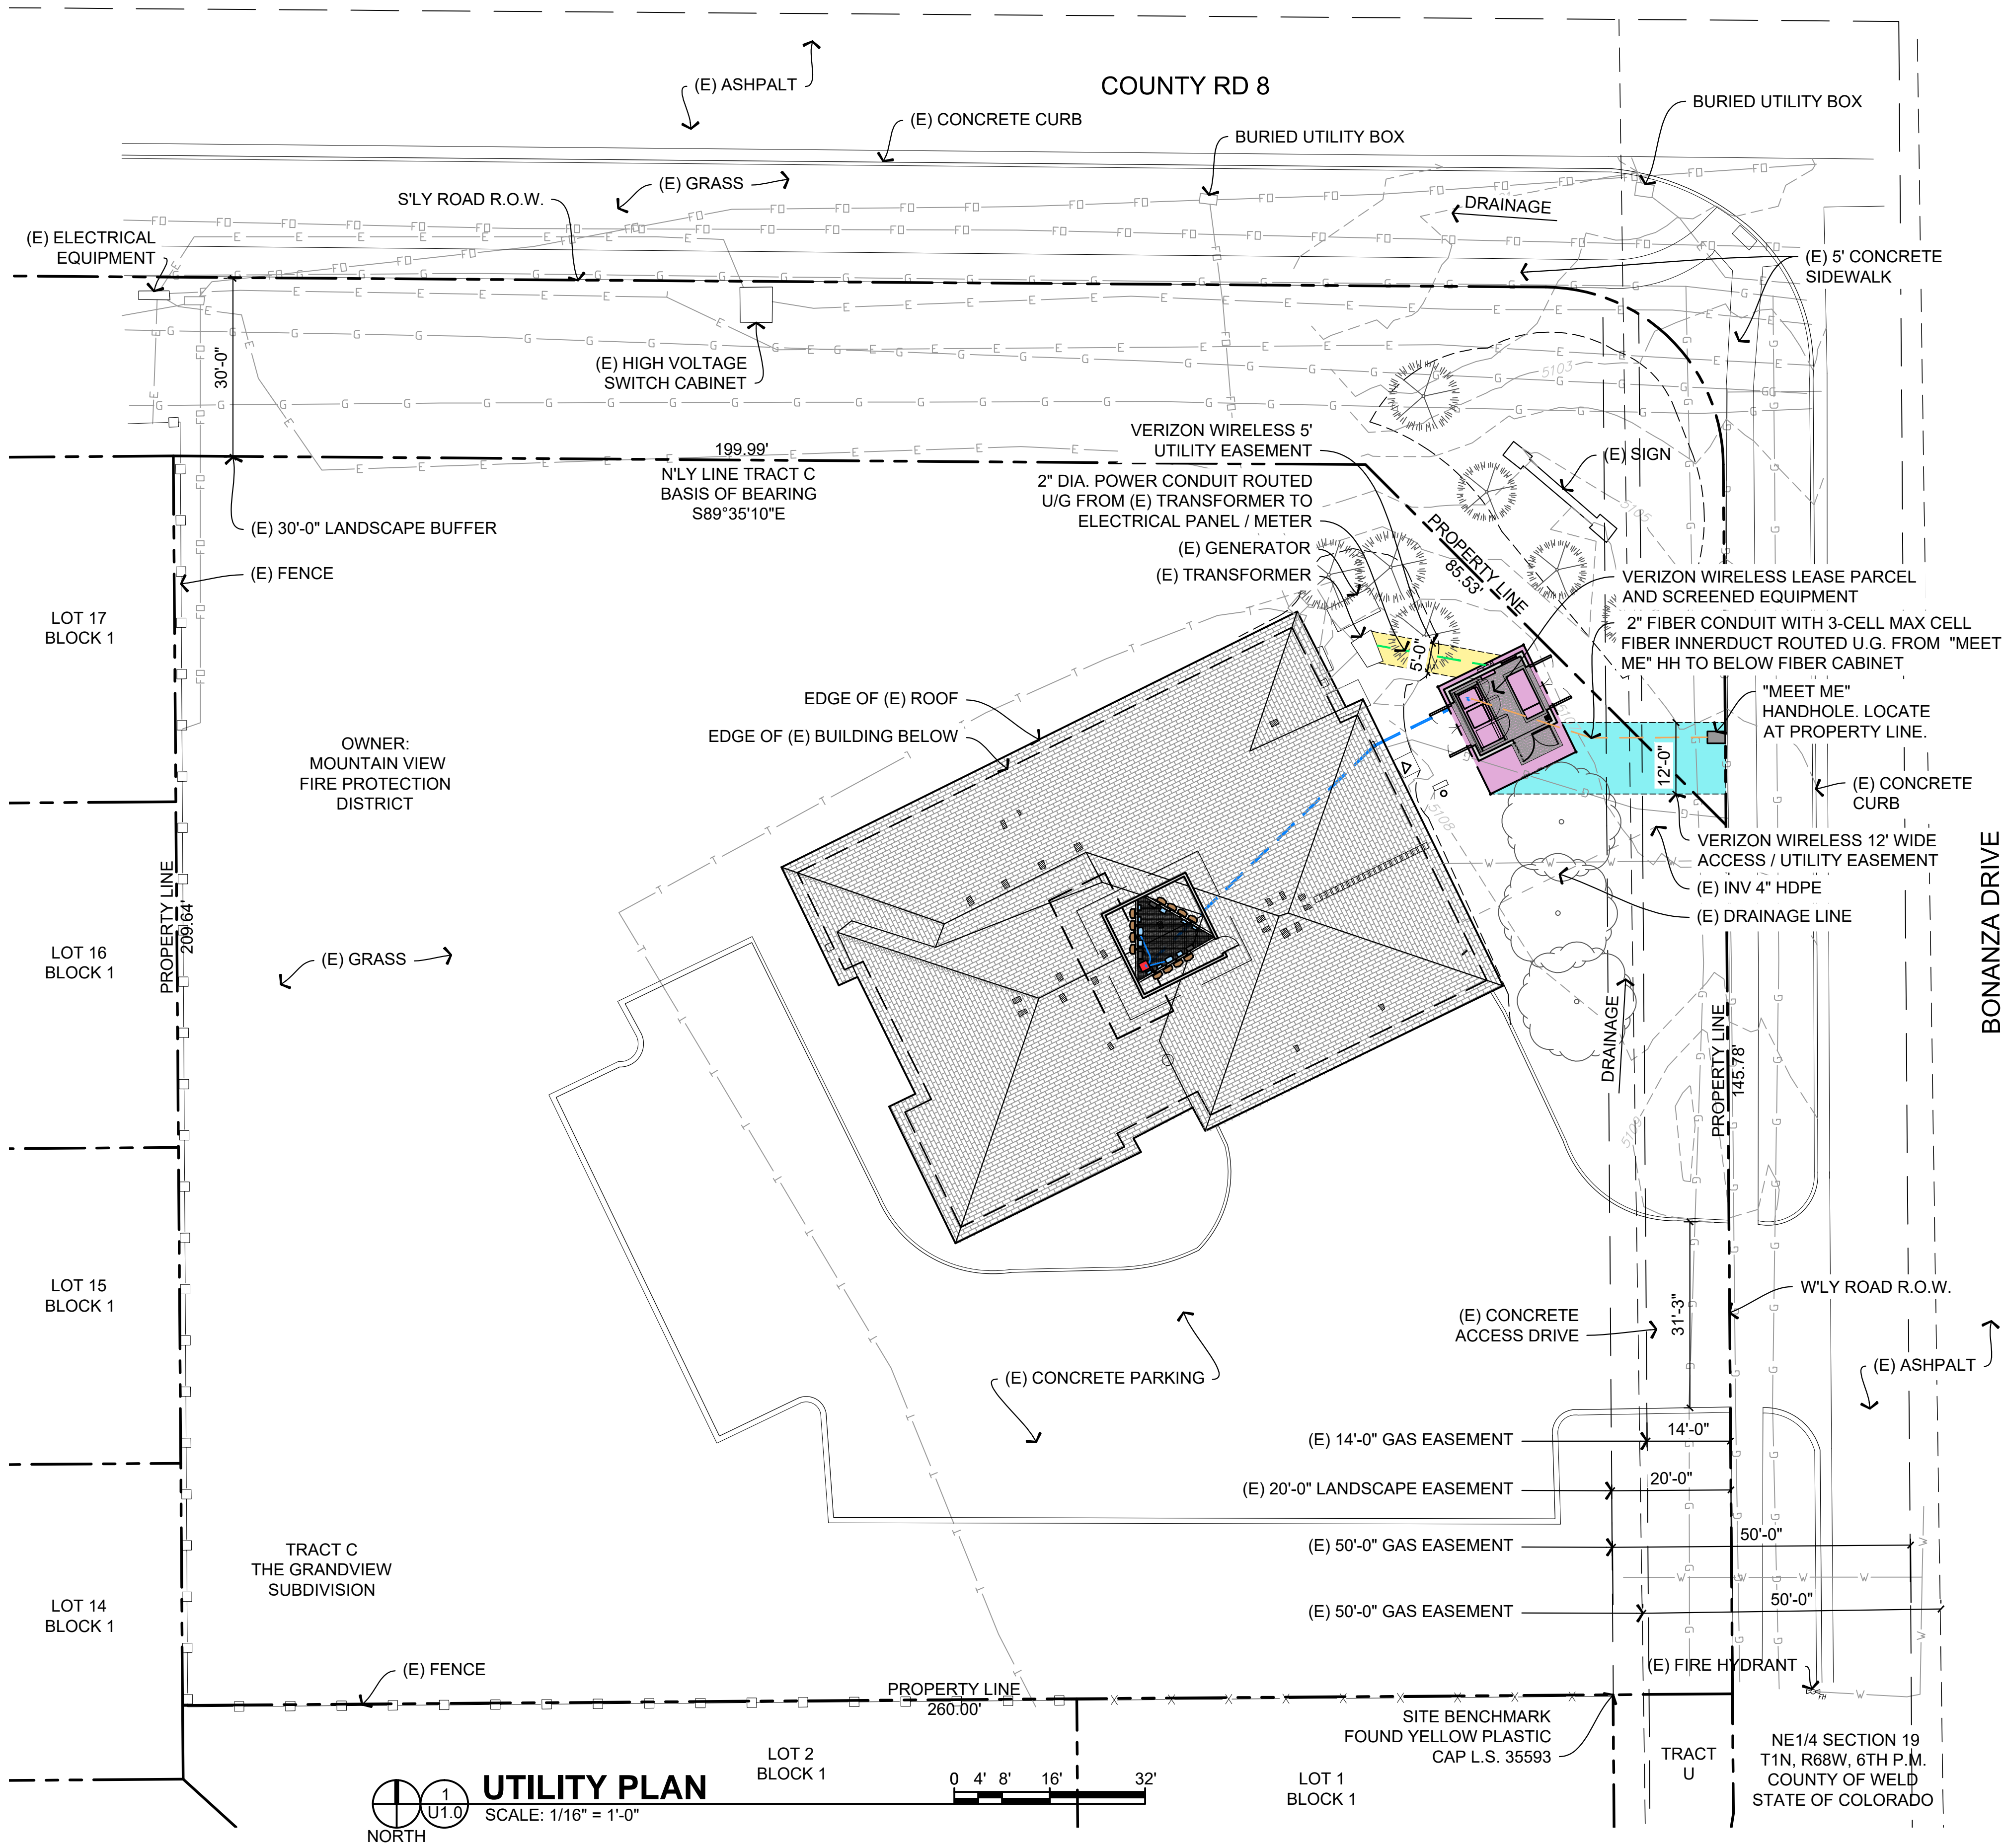 COUNTY RD 8
(E) ASHPALT
(E) CONCRETE CURB
BURIED UTILITY BOX
BURIED UTILITY BOX
(E) GRASS
S'LY ROAD R.O.W.
DRAINAGE
(E) ELECTRICAL
EQUIPMENT
(E) 5' CONCRETE
SIDEWALK
30'-0"
(E) HIGH VOLTAGE
SWITCH CABINET
5103
199.99'
N'LY LINE TRACT C
BASIS OF BEARING
S89°35'10"E
VERIZON WIRELESS 5'
UTILITY EASEMENT
2" DIA. POWER CONDUIT ROUTED
U/G FROM (E) TRANSFORMER TO
ELECTRICAL PANEL / METER
(E) GENERATOR
(E) TRANSFORMER
(E) SIGN
5105
PROPERTY LINE
85.53'
(E) 30'-0" LANDSCAPE BUFFER
(E) FENCE
VERIZON WIRELESS LEASE PARCEL
AND SCREENED EQUIPMENT
2" FIBER CONDUIT WITH 3-CELL MAX CELL
FIBER INNERDUCT ROUTED U.G. FROM "MEET
ME" HH TO BELOW FIBER CABINET
LOT 17
BLOCK 1
5'-0"
"MEET ME"
HANDHOLE. LOCATE
AT PROPERTY LINE.
EDGE OF (E) ROOF
EDGE OF (E) BUILDING BELOW
OWNER:
MOUNTAIN VIEW
FIRE PROTECTION
DISTRICT
12'-0"
(E) CONCRETE
CURB
5108
VERIZON WIRELESS 12' WIDE
ACCESS / UTILITY EASEMENT
(E) INV 4" HDPE
(E) DRAINAGE LINE
BONANZA DRIVE
PROPERTY LINE
209.64'
LOT 16
BLOCK 1
(E) GRASS
DRAINAGE
PROPERTY LINE
145.78'
5109
LOT 15
BLOCK 1
W'LY ROAD R.O.W.
(E) CONCRETE
ACCESS DRIVE
31'-3"
(E) ASHPALT
(E) CONCRETE PARKING
(E) 14'-0" GAS EASEMENT
14'-0"
(E) 20'-0" LANDSCAPE EASEMENT
20'-0"
(E) 50'-0" GAS EASEMENT
50'-0"
(E) 50'-0" GAS EASEMENT
50'-0"
TRACT C
THE GRANDVIEW
SUBDIVISION
LOT 14
BLOCK 1
(E) FENCE
(E) FIRE HYDRANT
FH
PROPERTY LINE
260.00'
SITE BENCHMARK
FOUND YELLOW PLASTIC
CAP L.S. 35593
LOT 2
BLOCK 1
LOT 1
BLOCK 1
TRACT
U
NE1/4 SECTION 19
T1N, R68W, 6TH P.M.
COUNTY OF WELD
STATE OF COLORADO
1
U1.0
UTILITY PLAN
SCALE: 1/16" = 1'-0"
NORTH
0 4' 8' 16' 32'